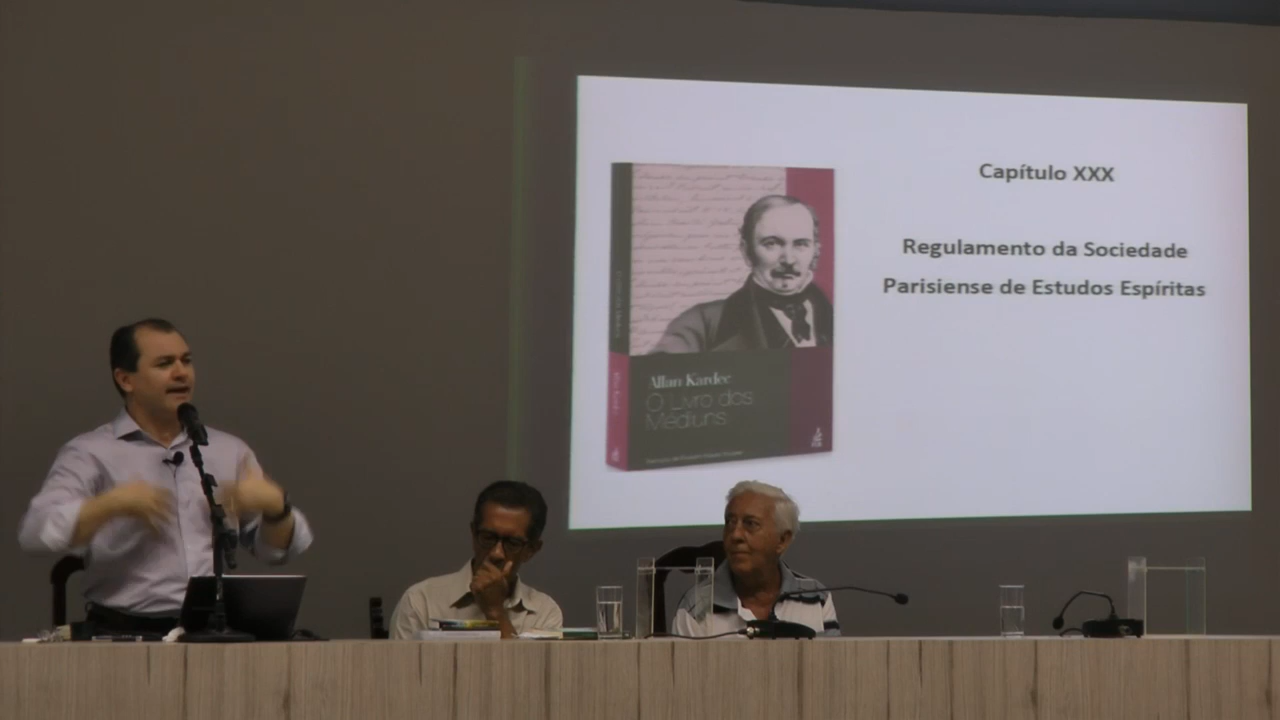 Capítulo XXX
Regulamento da Sociedade
Parisiense de Estudos Espíritas
Allan Kardec
O Livro dos
Médiuns